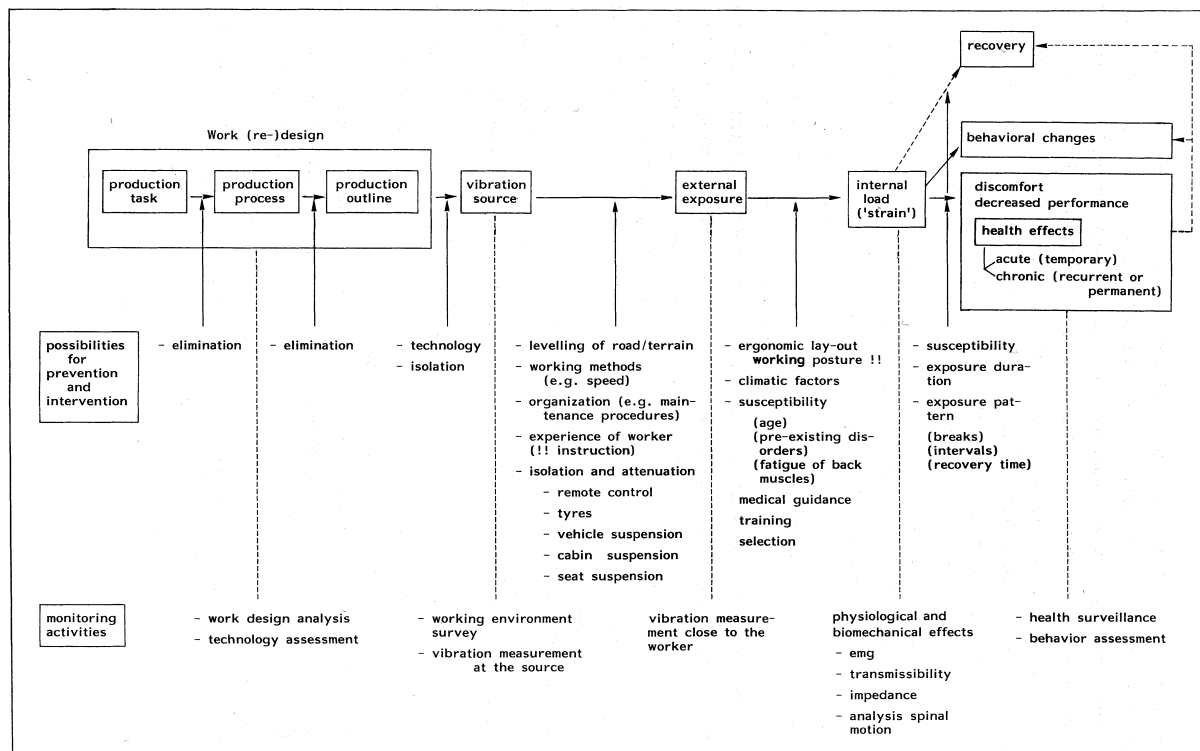 recovery
Work (re-)design
behavioral changes
production
task
production
process
production
outline
vibration
source
external
exposure
internal
load
('strain')
discomfort
decreased performance
health effects
acute (temporary)
chronic (recurrent or
permanent)
possibilities
for
prevention
and
intervention
- elimination
- elimination
- technology
- isolation
- levelling of road/terrain
- working methods
(e.g. speed)
- organization (e.g. main-
tenance procedures)
- experience of worker
(!! instruction)
- isolation and attenuation
- remote control
- tyres
- vehicle suspension
- cabin suspension
- seat suspension
- ergonomic lay-out
working posture !!
- climatic factors
- susceptibility
(age)
(pre-existing dis-
orders)
(fatigue of back
muscles)
medical guidance
training
selection
- susceptibility
- exposure dura-
tion
- exposure pat-
tern
(breaks)
(intervals)
(recovery time)
monitoring
activities
- work design analysis
- technology assessment
- working environment
survey
- vibration measurement
at the source
vibration measure-
ment close to the
worker
physiological and
biomechanical effects
- emg
- transmissibility
- impedance
- analysis spinal
motion
- health surveillance
- behavior assessment